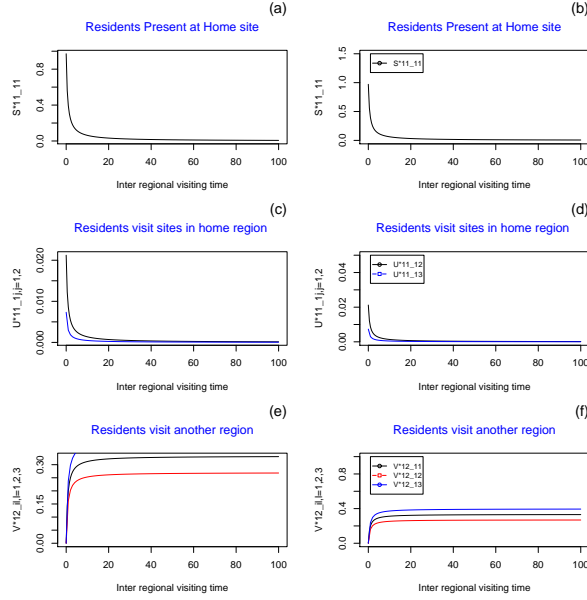 (a)
Residents Present at Home site
S*11_11
0.0 0.4 0.8
0 20 40 60 80 100
Inter regional visiting time
(b)
Residents Present at Home site
S*11_11
S*11_11
0.0 0.5 1.0 1.5
0 20 40 60 80 100
Inter regional visiting time
(c)
Residents visit sites in home region
U*11_1j,j=1,2
0.000 0.010 0.020
0 20 40 60 80 100
Inter regional visiting time
(d)
Residents visit sites in home region
U*11_12
U*11_13
U*11_1j,j=1,2
0.00 0.02 0.04
0 20 40 60 80 100
Inter regional visiting time
(e)
Residents visit another region
V*12_il,l=1,2,3
0.00 0.15 0.30
0 20 40 60 80 100
Inter regional visiting time
(f)
Residents visit another region
V*12_11
V*12_12
V*12_13
V*12_il,l=1,2,3
0.0 0.4 0.8
0 20 40 60 80 100
Inter regional visiting time